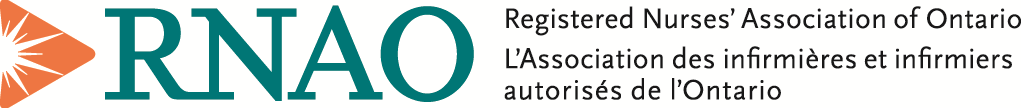 RNAO
Registered Nurses’ Association of Ontario
L’Association des infirmières et infirmiers
autorisés de l’Ontario